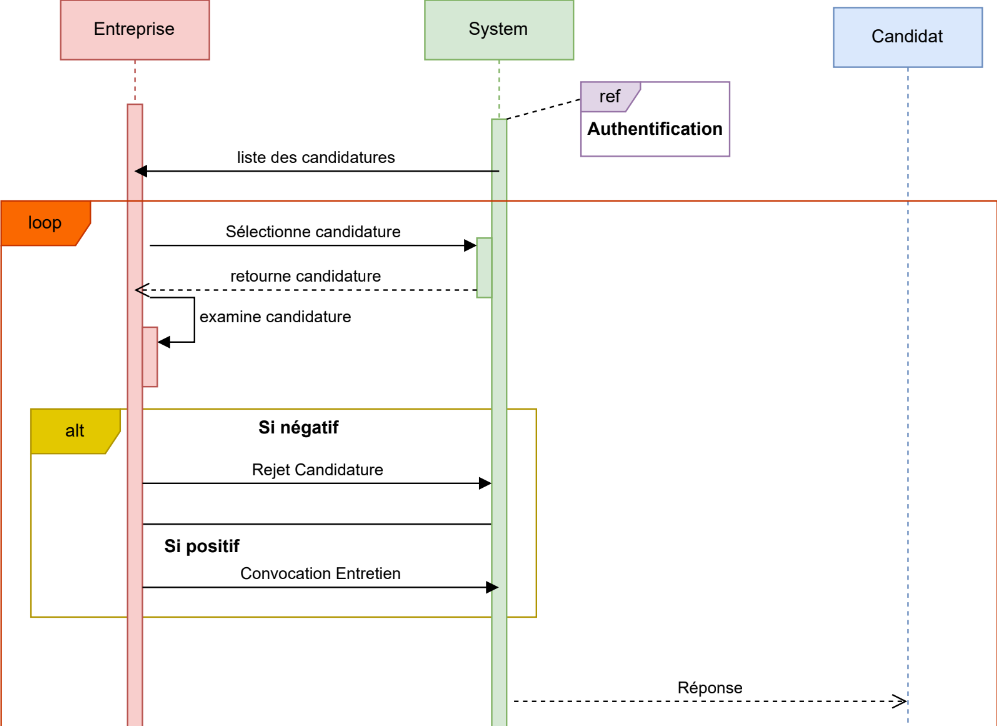 Entreprise
System
Candidat
ref
Authentification
liste des candidatures
loop
Sélectionne candidature
retourne candidature
examine candidature
alt
Si négatif
Rejet Candidature
Si positif
Convocation Entretien
Réponse